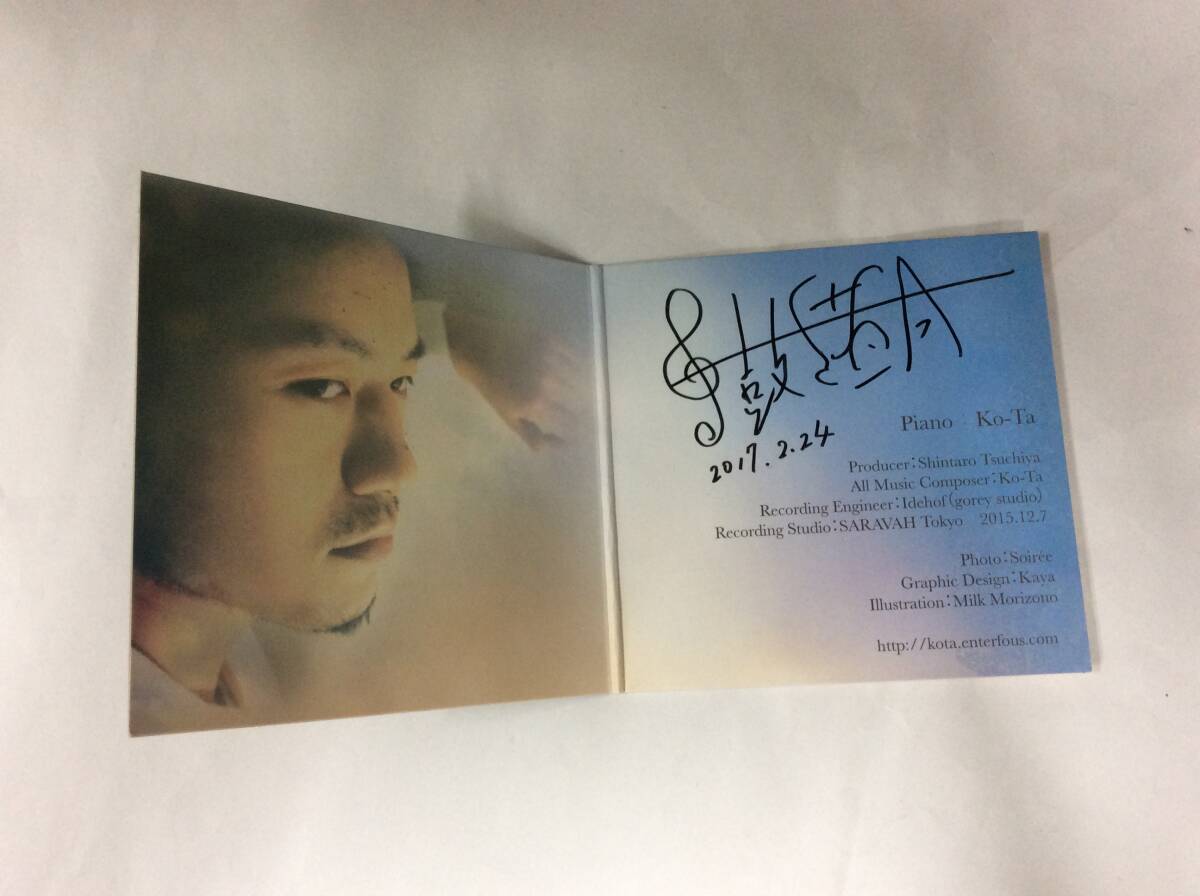 2017.2.24
Piano Ko-Ta
Producer:Shintaro Tsuchiya
All Music Composer:Ko-Ta
Recording Engineer:Idehof(gorey studio)
Recording Studio:SARAVAH Tokyo 2015.12.7
Photo:Soirée
Graphic Design:Kaya
Illustration:Milk Morizono
http://kota.enterfous.com